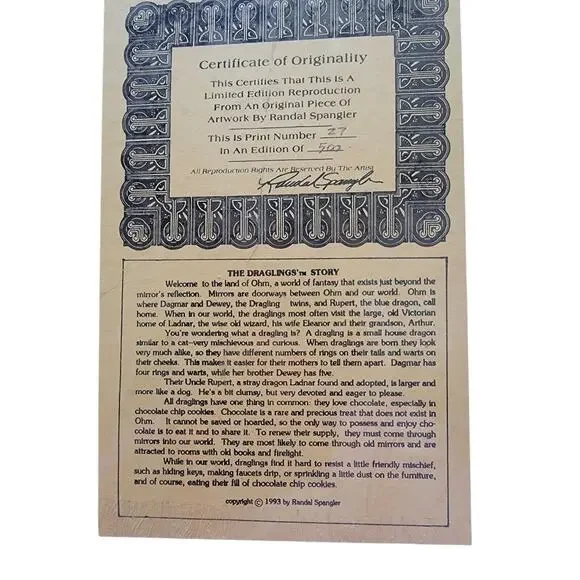 Certificate of Originality
This Certifies That This Is A
Limited Edition Reproduction
From An Original Piece Of
Artwork By Randal Spangler
This Is Print Number 27
In An Edition Of 500
All Reproduction Rights Are Reserved By The Artist
Randal Spangler
THE DRAGLINGS'TM STORY
Welcome to the land of Ohm, a world of fantasy that exists just beyond the
mirror's reflection. Mirrors are doorways between Ohm and our world. Ohm is
where Dagmar and Dewey, the Dragling twins, and Rupert, the blue dragon, call
home. When in our world, the draglings most often visit the large, old Victorian
home of Ladnar, the wise old wizard, his wife Eleanor and their grandson, Arthur.
You're wondering what a dragling is? A dragling is a small house dragon
similar to a cat—very mischievous and curious. When draglings are born they look
very much alike, so they have different numbers of rings on their tails and warts on
their cheeks. This makes it easier for their mothers to tell them apart. Dagmar has
four rings and warts, while her brother Dewey has five.
Their Uncle Rupert, a stray dragon Ladnar found and adopted, is larger and
more like a dog. He's a bit clumsy, but very devoted and eager to please.
All draglings have one thing in common: they love chocolate, especially in
chocolate chip cookies. Chocolate is a rare and precious treat that does not exist in
Ohm. It cannot be saved or hoarded, so the only way to possess and enjoy cho-
colate is to eat it and to share it. To renew their supply, they must come through
mirrors into our world. They are most likely to come through old mirrors and are
attracted to rooms with old books and firelight.
While in our world, draglings find it hard to resist a little friendly mischief,
such as hiding keys, making faucets drip, or sprinkling a little dust on the furniture,
and of course, eating their fill of chocolate chip cookies.
copyright © 1993 by Randal Spangler